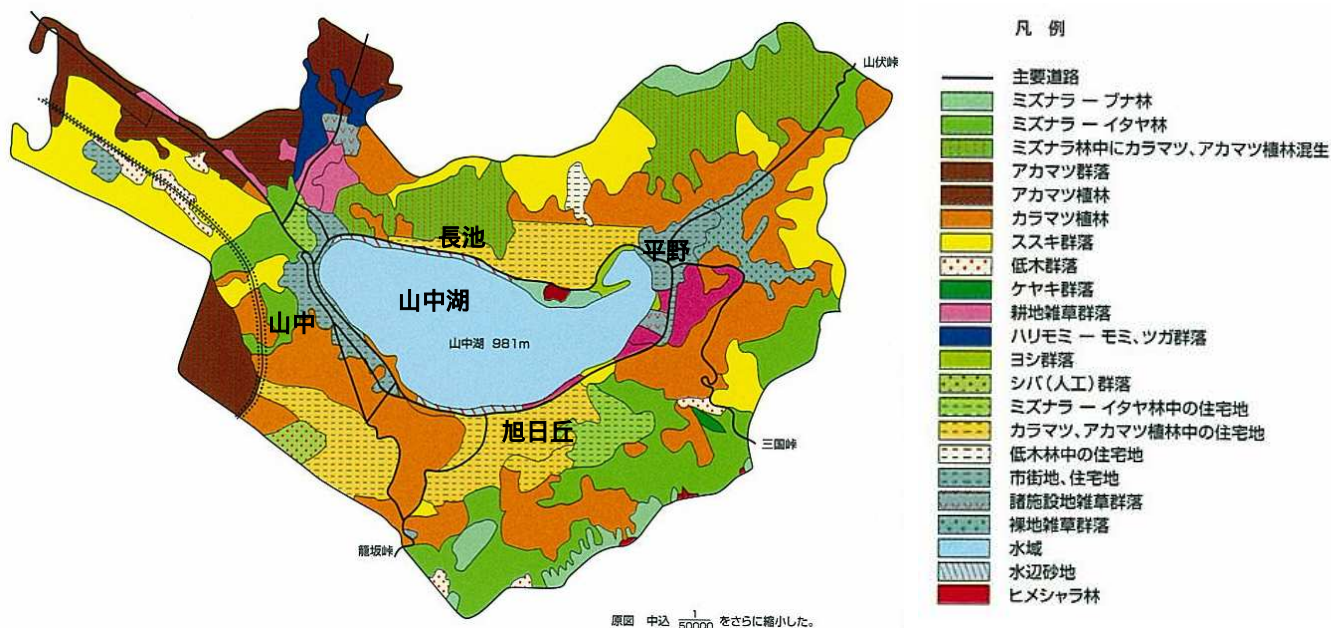 山伏峠
長池
平野
山中湖
山中
山中湖 981m
旭日丘
三国峠
籠坂峠
原図 中込 1/50000 をさらに縮小した。
凡 例
主要道路
ミズナラ ー ブナ林
ミズナラ ー イタヤ林
ミズナラ林中にカラマツ、アカマツ植林混生
アカマツ群落
アカマツ植林
カラマツ植林
ススキ群落
低木群落
ケヤキ群落
耕地雑草群落
ハリモミ ー モミ、ツガ群落
ヨシ群落
シバ(人工)群落
ミズナラ ー イタヤ林中の住宅地
カラマツ、アカマツ植林中の住宅地
低木林中の住宅地
市街地、住宅地
諸施設地雑草群落
裸地雑草群落
水域
水辺砂地
ヒメシャラ林